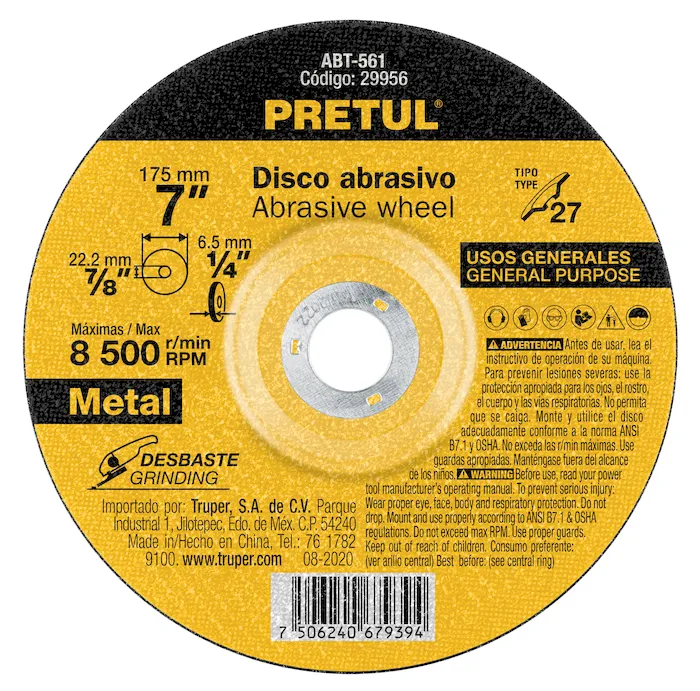 ABT-561
Código: 29956
PRETUL®
175 mm
7"
22.2 mm
7/8"
6.5 mm
1/4"
Disco abrasivo
Abrasive wheel
TIPO
TYPE
27
USOS GENERALES
GENERAL PURPOSE
Máximas / Max
8 500 r/min
RPM
Metal
DESBASTE
GRINDING
ADVERTENCIA Antes de usar, lea el
instructivo de operación de su máquina.
Para prevenir lesiones severas: use la
protección apropiada para los ojos, el rostro,
el cuerpo y las vías respiratorias. No permita
que se caiga. Monte y utilice el disco
adecuadamente conforme a la norma ANSI
B7.1 y OSHA. No exceda las r/min máximas. Use
guardas apropiadas. Manténgase fuera del alcance
de los niños. WARNING Before use, read your power
tool manufacturer's operating manual. To prevent serious injury:
Wear proper eye, face, body and respiratory protection. Do not
drop. Mount and use properly according to ANSI B7.1 & OSHA
regulations. Do not exceed max RPM. Use proper gards.
Keep out of reach of children. Consumo preferente:
(ver arillo central) Best before: (see central ring)
Importado por: Truper, S.A. de C.V. Parque
Industrial 1, Jilotepec, Edo. de Méx. C.P. 54240
Made in/Hecho en China, Tel.: 76 1782
9100. www.truper.com 08-2020
7 506240 679394